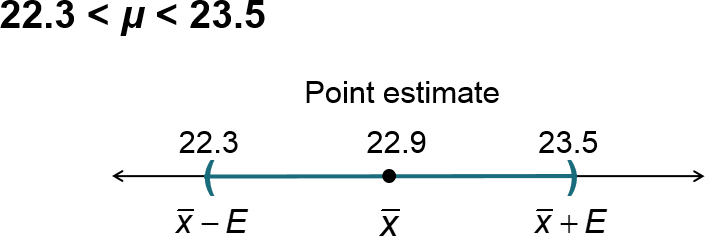 22.3 < μ < 23.5
Point estimate
22.3 22.9 23.5
x̅ − E x̅ x̅ + E